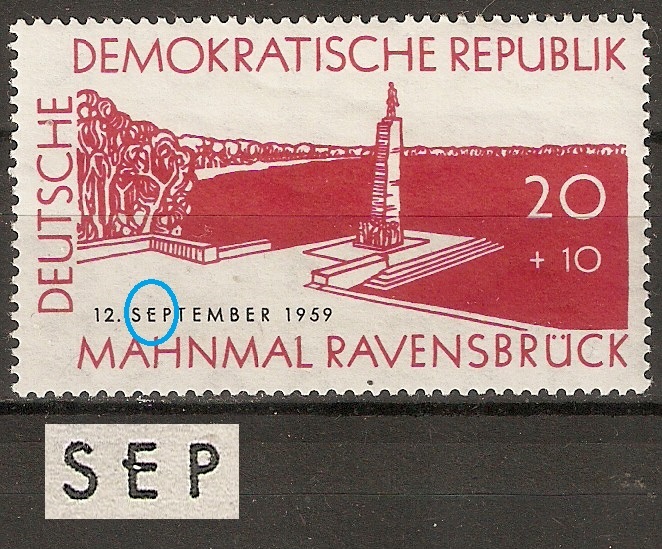 DEMOKRATISCHE REPUBLIK
DEUTSCHE
20
+ 10
12. SEPTEMBER 1959
MAHNMAL RAVENSBRÜCK
SEP